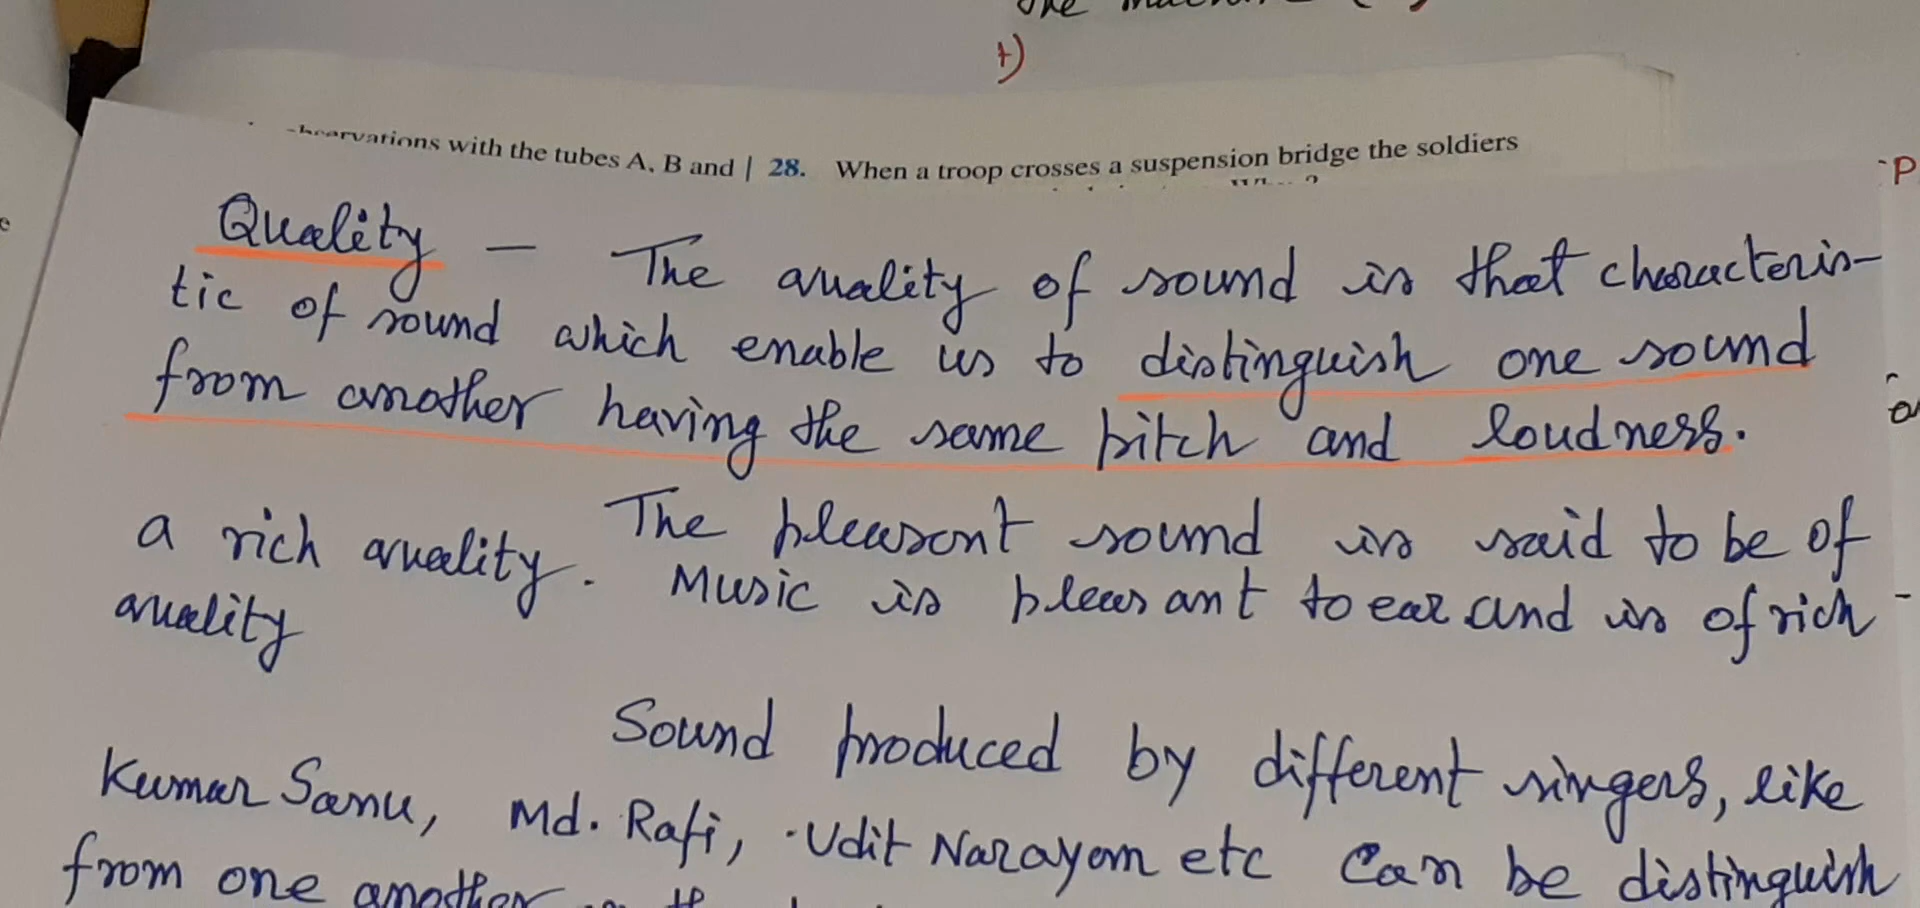 the
t)
observations with the tubes A, B and | 28. When a troop crosses a suspension bridge the soldiers
Quality – The quality of sound is that characteris-
tic of sound which enable us to distinguish one sound
from another having the same pitch and loudness.
The pleasont sound is said to be of
a rich quality. Music is pleasant to ear and is of rich
quality
Sound produced by different singers, like
Kumar Sanu, Md. Rafi, Udit Narayan etc Can be distinguish
from one another